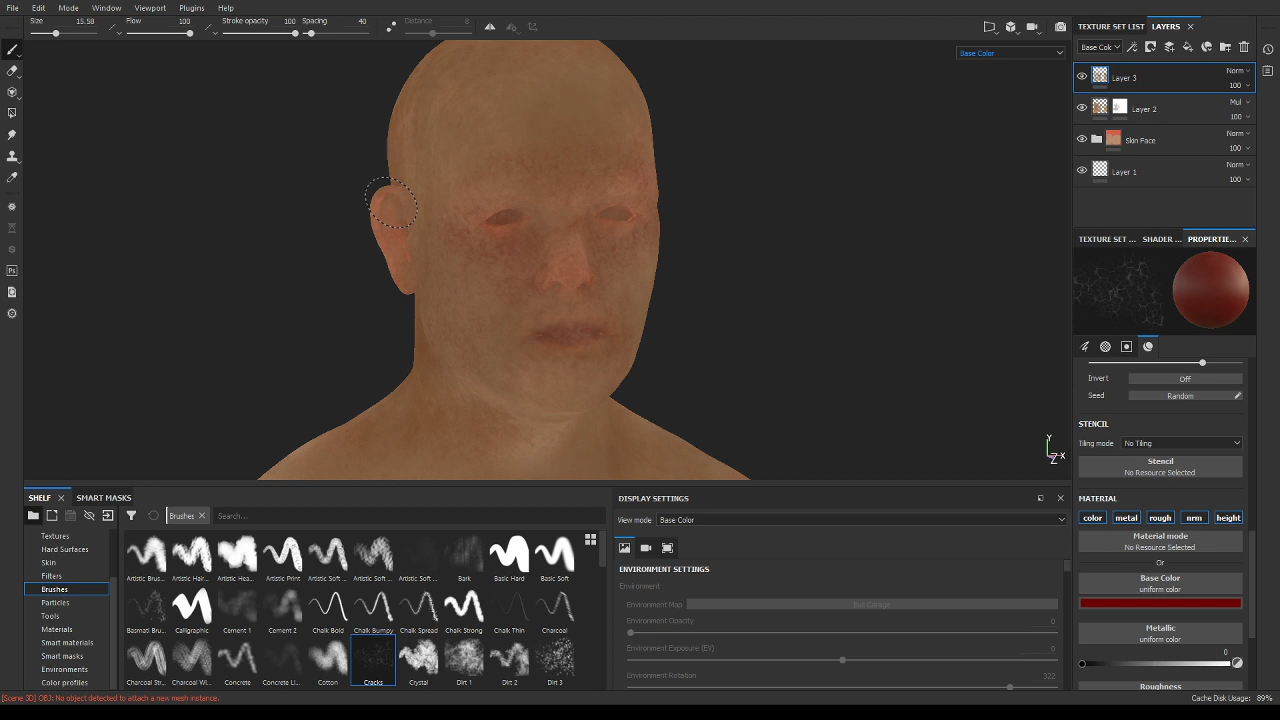 File Edit Mode Window Viewport Plugins Help
Size 15.58 Flow 100 Stroke opacity 100 Spacing 40 Distance 8
Base Color
TEXTURE SET LIST LAYERS
Base Col
Layer 3 Norm 100
Layer 2 Mul 100
Skin Face Norm 100
Layer 1 Norm 100
TEXTURE SET ... SHADER ... PROPERTIE...
Invert Off
Seed Random
STENCIL
Tiling mode No Tiling
Stencil
No Resource Selected
MATERIAL
color metal rough nrm height
Material mode
No Resource Selected
Or
Base Color
uniform color
Metallic
uniform color
0
Roughness
Ps
Y
X
Z
SHELF SMART MASKS
Brushes Search...
Textures
Hard Surfaces
Skin
Filters
Brushes
Particles
Tools
Materials
Smart materials
Smart masks
Environments
Color profiles
Artistic Brus... Artistic Hair... Artistic Hea... Artistic Print Artistic Soft ... Artistic Soft ... Artistic Soft ... Bark Basic Hard Basic Soft
Basmati Bru... Calligraphic Cement 1 Cement 2 Chalk Bold Chalk Bumpy Chalk Spread Chalk Strong Chalk Thin Charcoal
Charcoal Str... Charcoal Wi... Concrete Concrete Li... Cotton Cracks Crystal Dirt 1 Dirt 2 Dirt 3
DISPLAY SETTINGS
View mode Base Color
ENVIRONMENT SETTINGS
Environment
Environment Map
Environment Opacity 0
Environment Exposure (EV) 0
Environment Rotation 322
[Scene 3D] OBJ: No object detected to attach a new mesh instance.
Cache Disk Usage: 89%